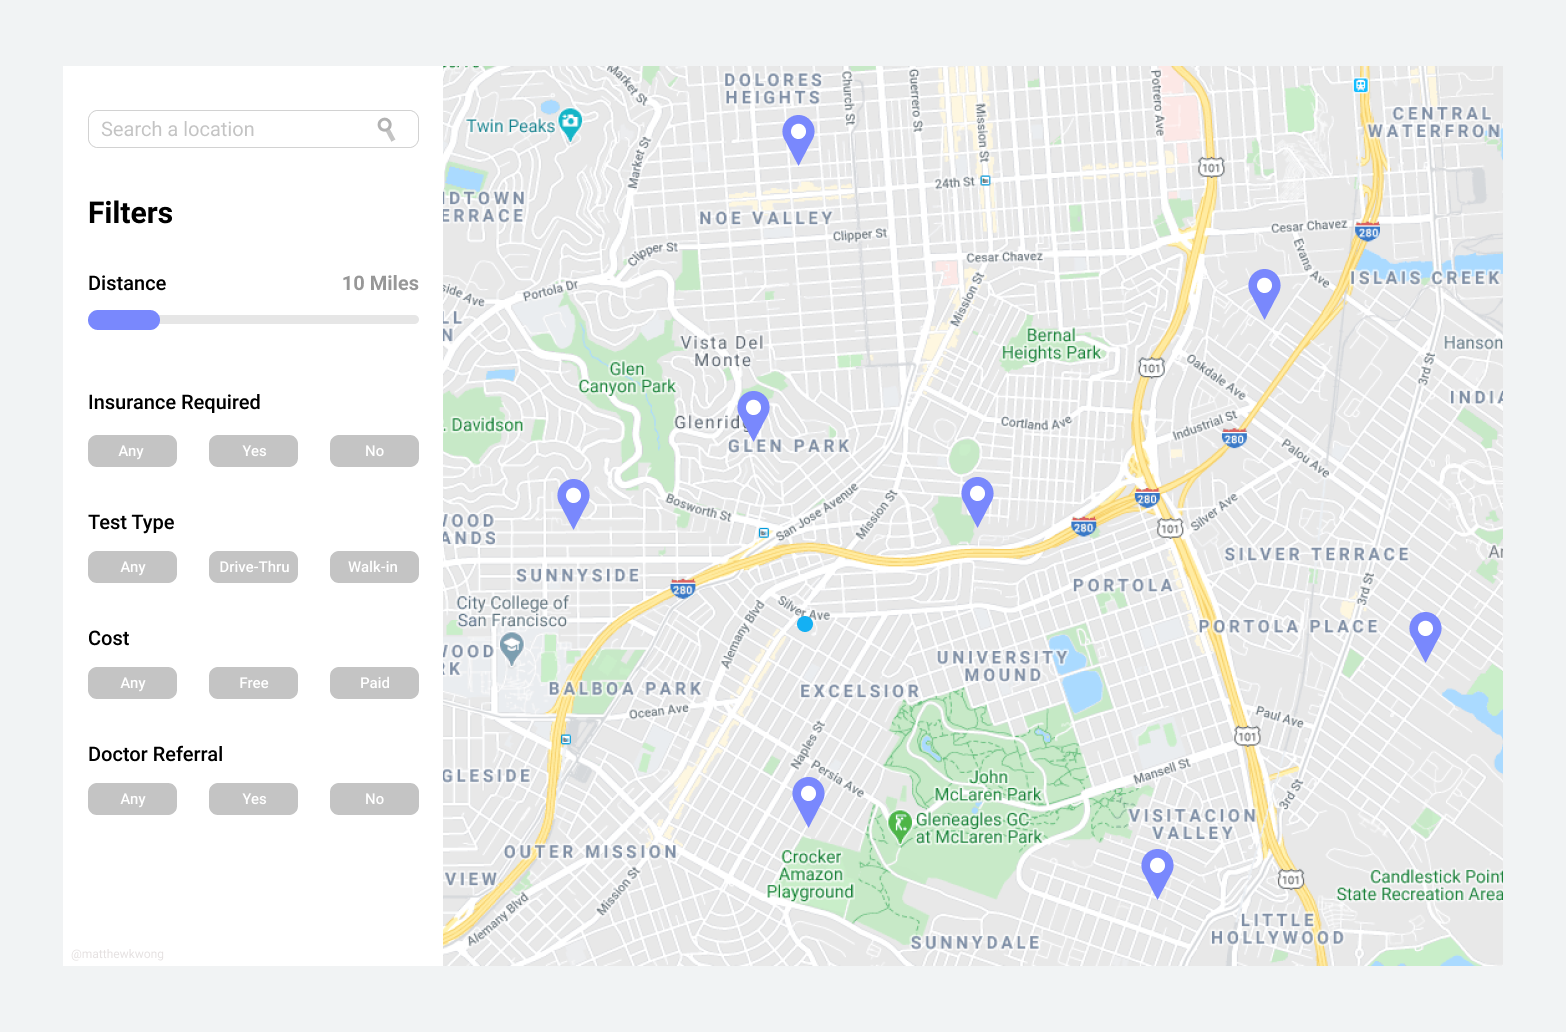 Search a location
Filters
Distance
10 Miles
Insurance Required
Any
Yes
No
Test Type
Any
Drive-Thru
Walk-in
Cost
Any
Free
Paid
Doctor Referral
Any
Yes
No
@matthewkwong
Market St
DOLORES
HEIGHTS
Church St
Guerrero St
Mission St
Potrero Ave
CENTRAL
WATERFRON
Twin Peaks
Market St
101
24th St
IDTOWN
ERRACE
NOE VALLEY
Clipper St
Clipper St
Cesar Chavez
Cesar Chavez
280
Evans Ave
ISLAIS CREEK
side Ave
Portola Dr
Mission St
LL
N
Vista Del
Monte
Bernal
Heights Park
Hanson
Glen
Canyon Park
101
Oakdale Ave
3rd St
INDIA
. Davidson
Glenrid
GLEN PARK
Cortland Ave
Industrial St
280
Palou Ave
Bosworth St
San Jose Avenue
Mission St
280
280
101
Silver Ave
WOOD
ANDS
SILVER TERRACE
Ar
SUNNYSIDE
280
PORTOLA
3rd St
City College of
San Francisco
Silver Ave
Alemany Blvd
PORTOLA PLACE
WOOD
RK
UNIVERSITY
MOUND
BALBOA PARK
EXCELSIOR
Ocean Ave
Paul Ave
101
Naples St
Persia Ave
Mansell St
GLESIDE
John
McLaren Park
3rd St
Gleneagles GC
at McLaren Park
VISITACION
VALLEY
OUTER MISSION
Crocker
Amazon
Playground
VIEW
Mission St
Alemany Blvd
101
Candlestick Point
State Recreation Area
LITTLE
HOLLYWOOD
SUNNYDALE